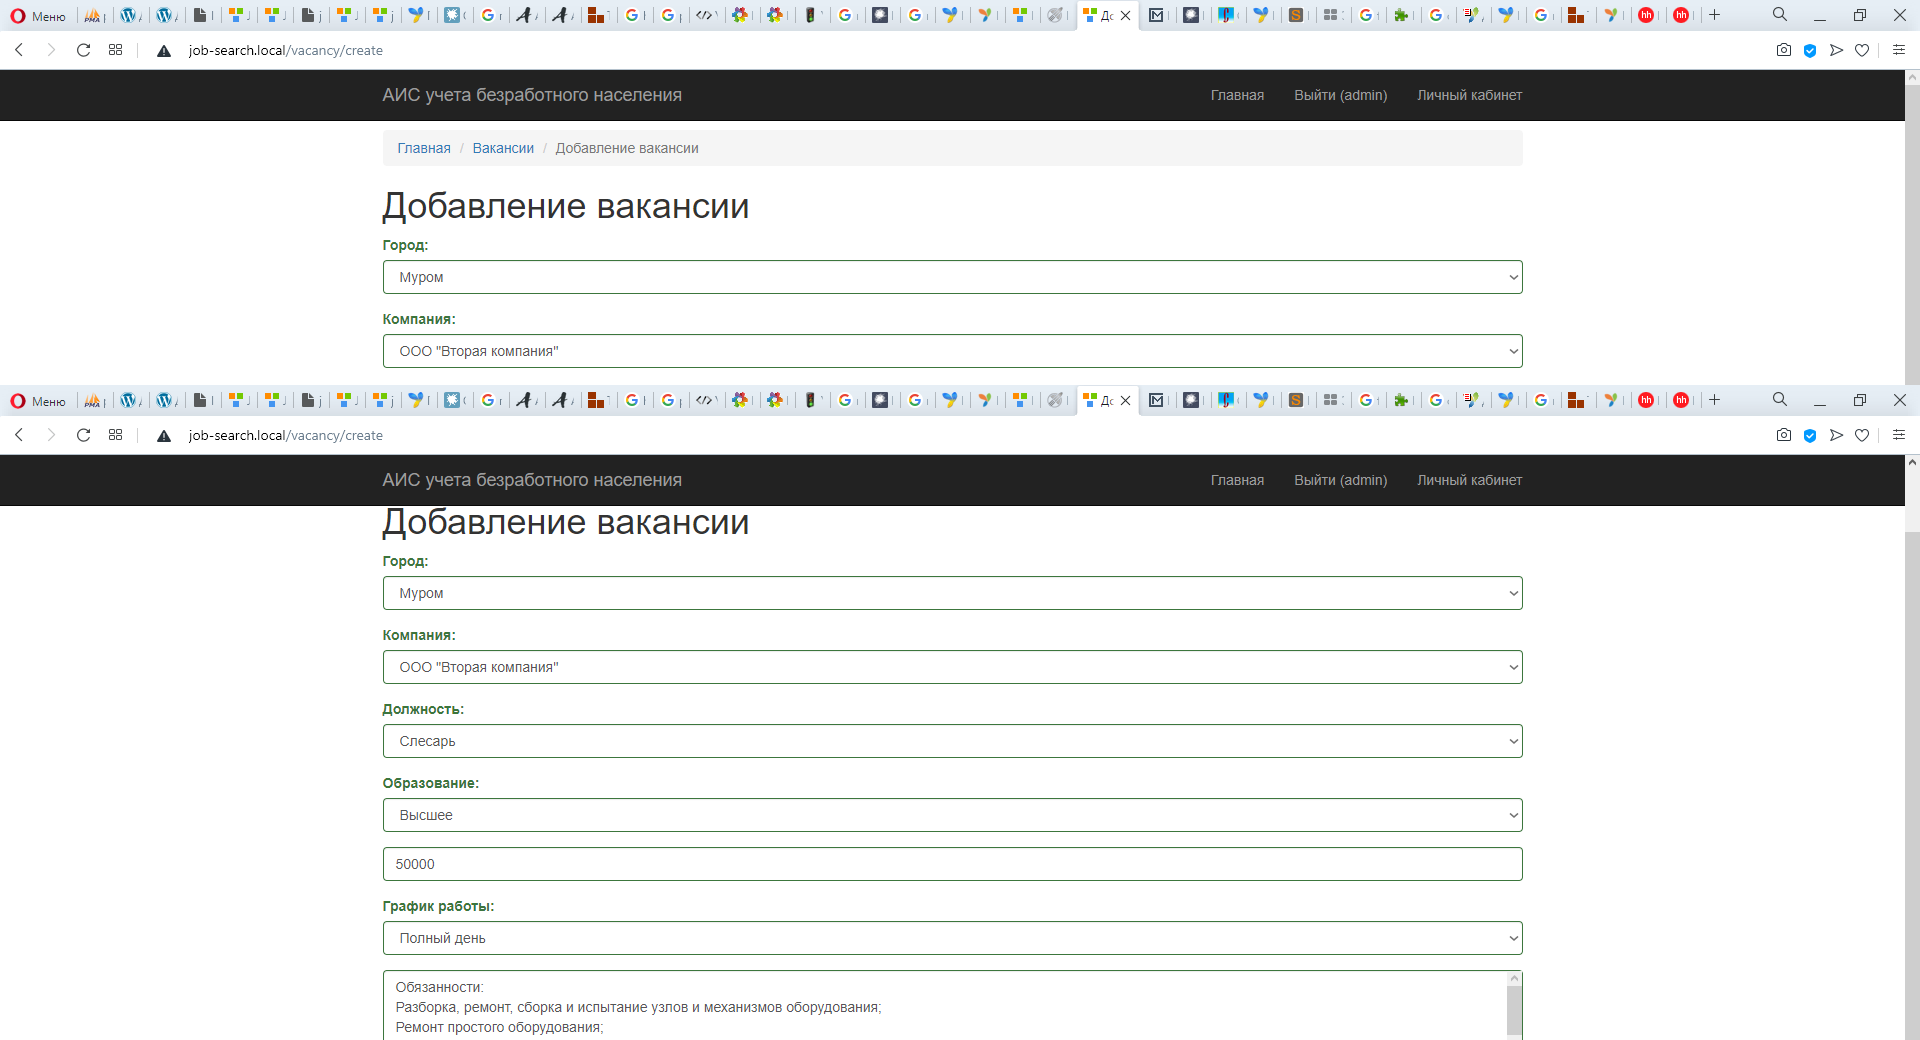 Меню
job-search.local/vacancy/create
АИС учета безработного населения
Главная
Выйти (admin)
Личный кабинет
Главная / Вакансии / Добавление вакансии
Добавление вакансии
Город:
Муром
Компания:
ООО "Вторая компания"
Меню
job-search.local/vacancy/create
АИС учета безработного населения
Главная
Выйти (admin)
Личный кабинет
Добавление вакансии
Город:
Муром
Компания:
ООО "Вторая компания"
Должность:
Слесарь
Образование:
Высшее
50000
График работы:
Полный день
Обязанности:
Разборка, ремонт, сборка и испытание узлов и механизмов оборудования;
Ремонт простого оборудования;